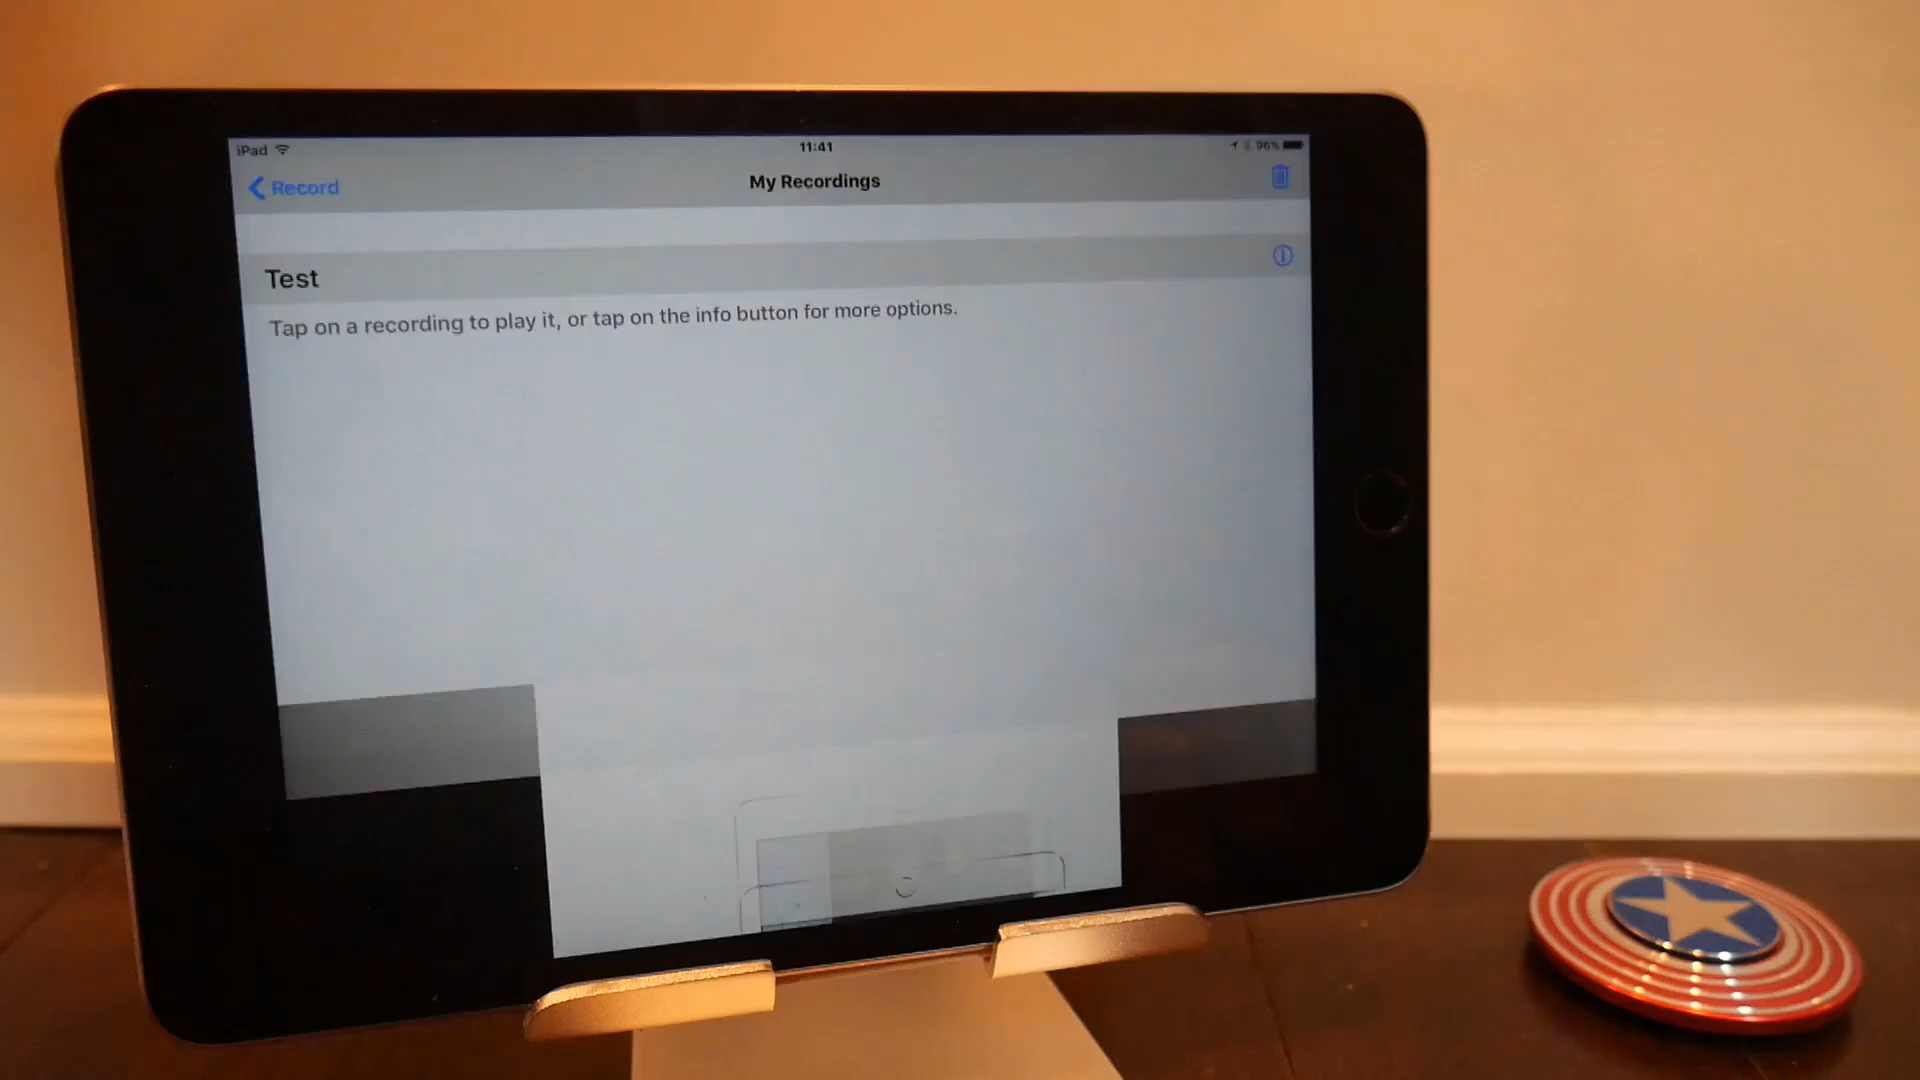 iPad
11:41
96%
Record
My Recordings
Test
Tap on a recording to play it, or tap on the info button for more options.